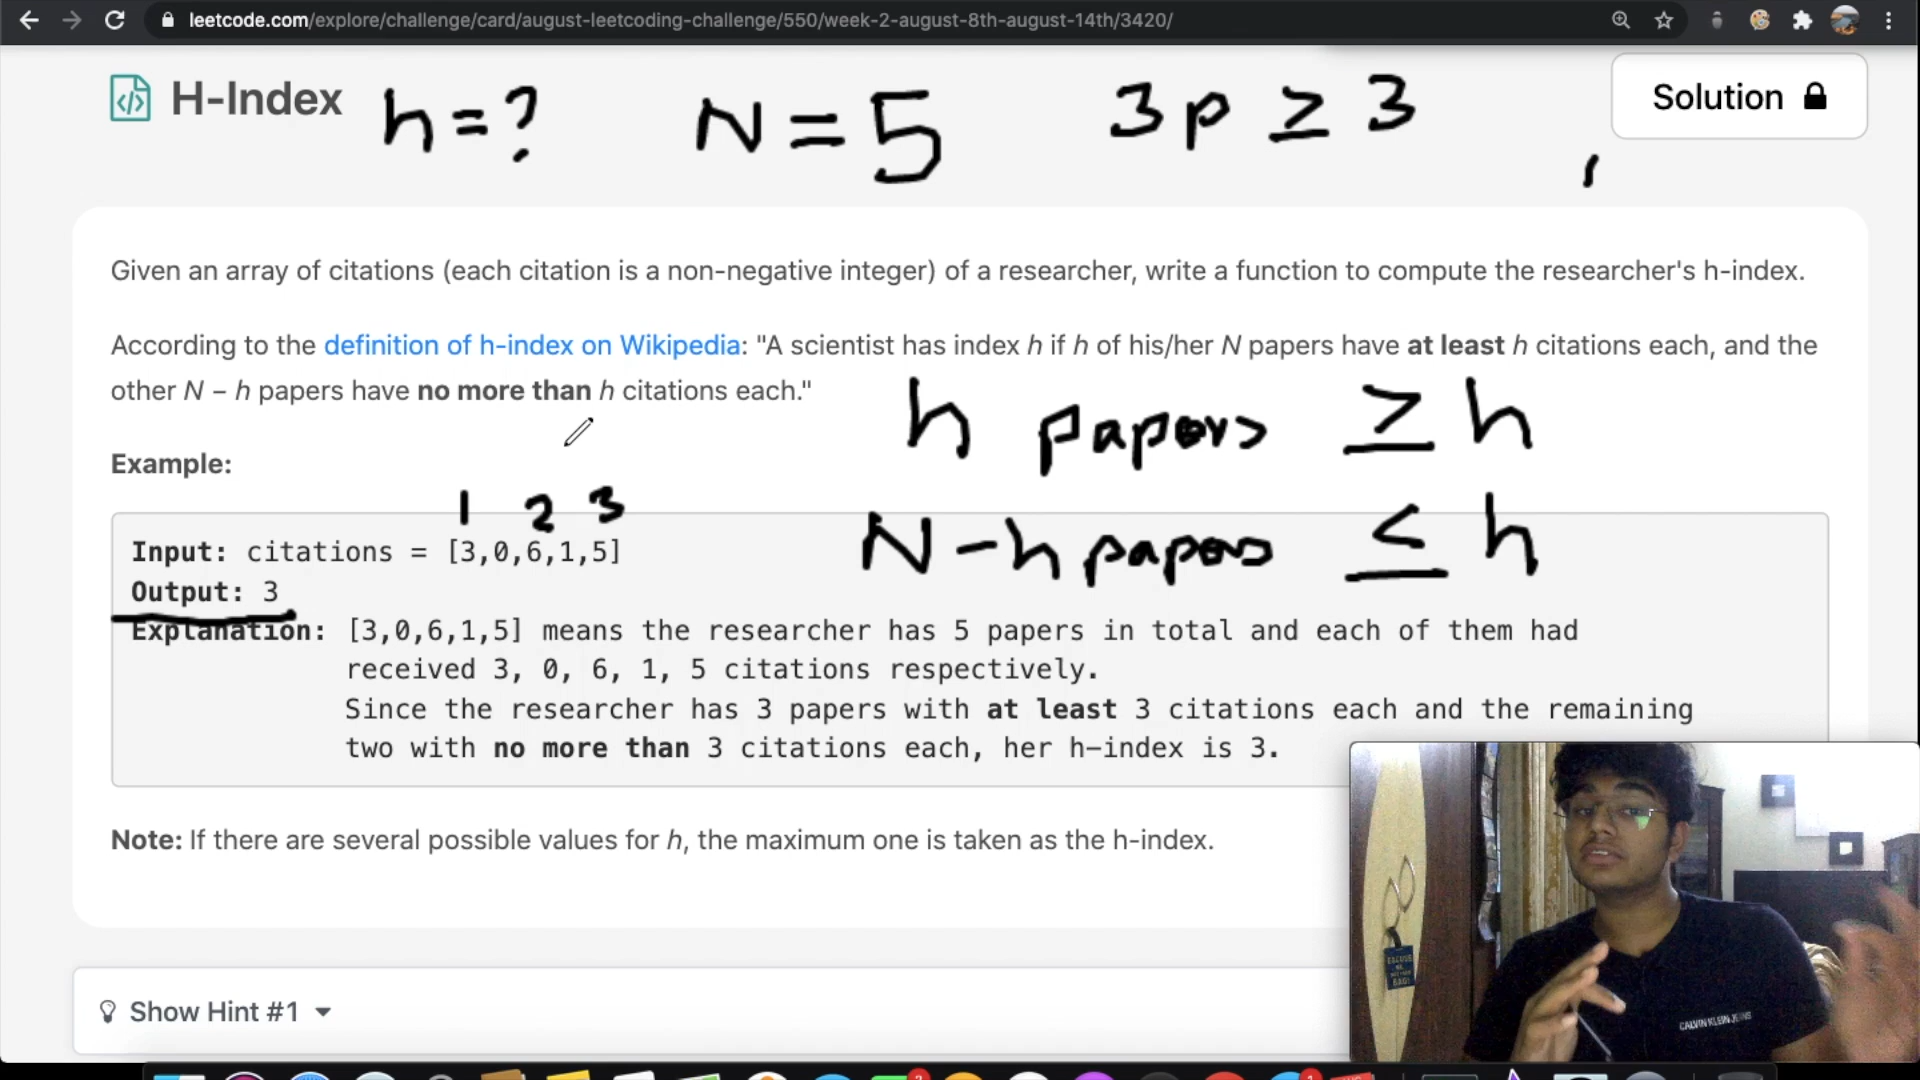 leetcode.com/explore/challenge/card/august-leetcoding-challenge/550/week-2-august-8th-august-14th/3420/
H-Index h=? N=5 3p ≥ 3 Solution
Given an array of citations (each citation is a non-negative integer) of a researcher, write a function to compute the researcher's h-index.
According to the definition of h-index on Wikipedia: "A scientist has index h if h of his/her N papers have at least h citations each, and the
other N − h papers have no more than h citations each."
h papers ≥ h
Example:
1 2 3
N-h papers ≤ h
Input: citations = [3,0,6,1,5]
Output: 3
Explanation: [3,0,6,1,5] means the researcher has 5 papers in total and each of them had
received 3, 0, 6, 1, 5 citations respectively.
Since the researcher has 3 papers with at least 3 citations each and the remaining
two with no more than 3 citations each, her h-index is 3.
Note: If there are several possible values for h, the maximum one is taken as the h-index.
Show Hint #1
CALVIN KLEIN JEANS